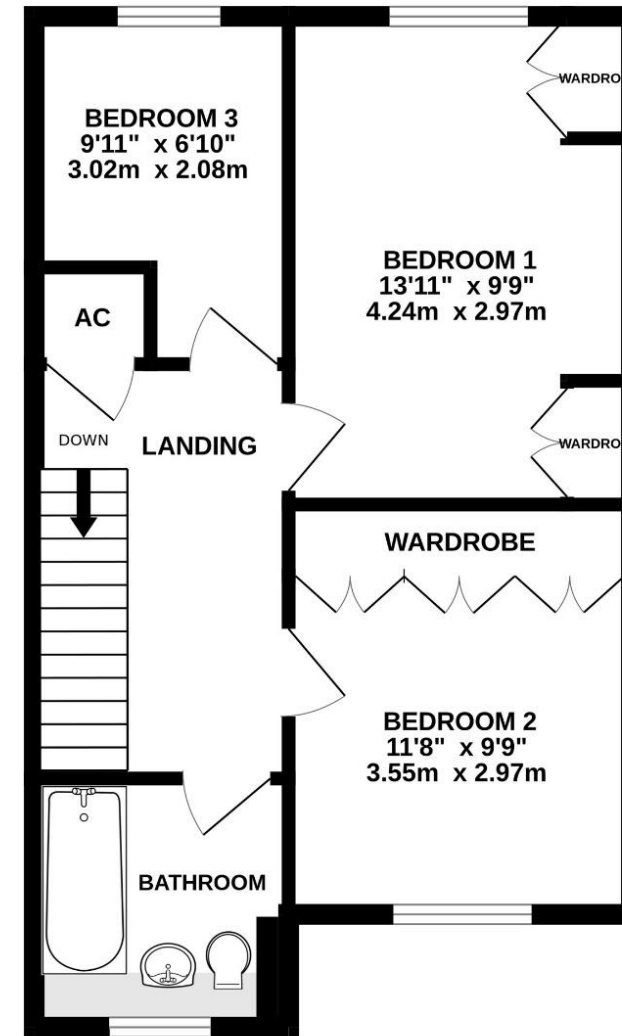 WARDRO
BEDROOM 3
9'11" x 6'10"
3.02m x 2.08m
BEDROOM 1
13'11" x 9'9"
4.24m x 2.97m
AC
DOWN
LANDING
WARDRO
WARDROBE
BEDROOM 2
11'8" x 9'9"
3.55m x 2.97m
BATHROOM